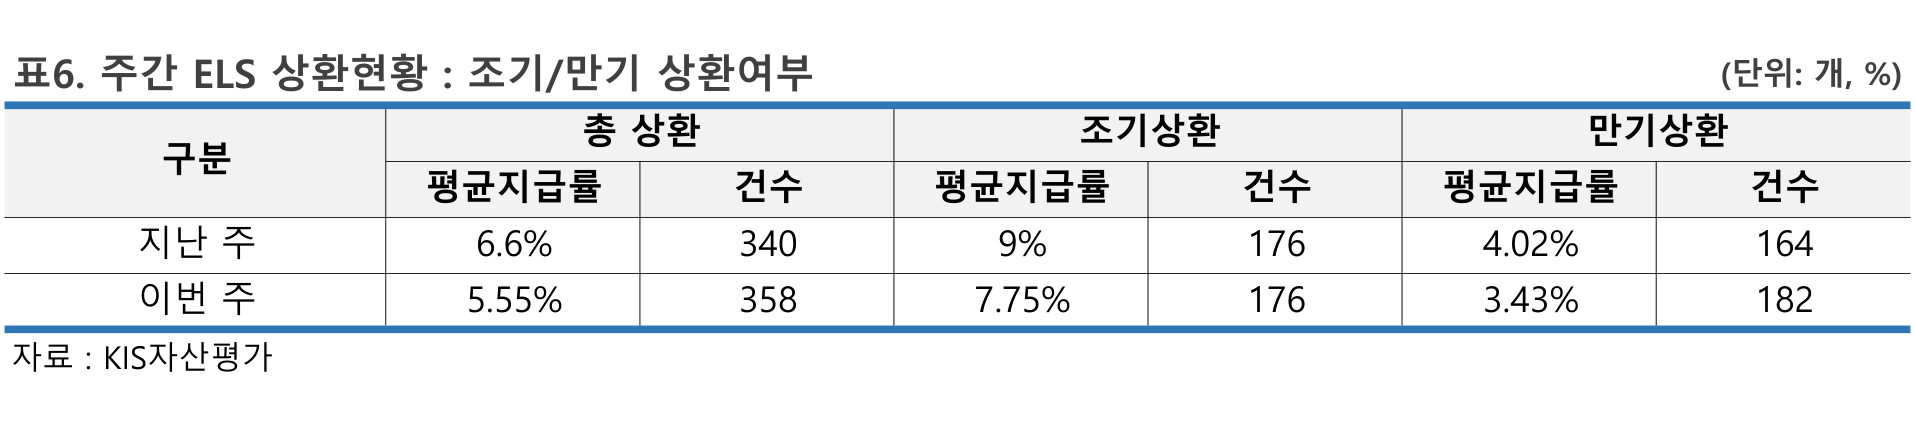 표6. 주간 ELS 상환현황 : 조기/만기 상환여부 (단위: 개, %)
구분 총 상환 조기상환 만기상환
평균지급률 건수 평균지급률 건수 평균지급률 건수
지난 주 6.6% 340 9% 176 4.02% 164
이번 주 5.55% 358 7.75% 176 3.43% 182
자료 : KIS자산평가